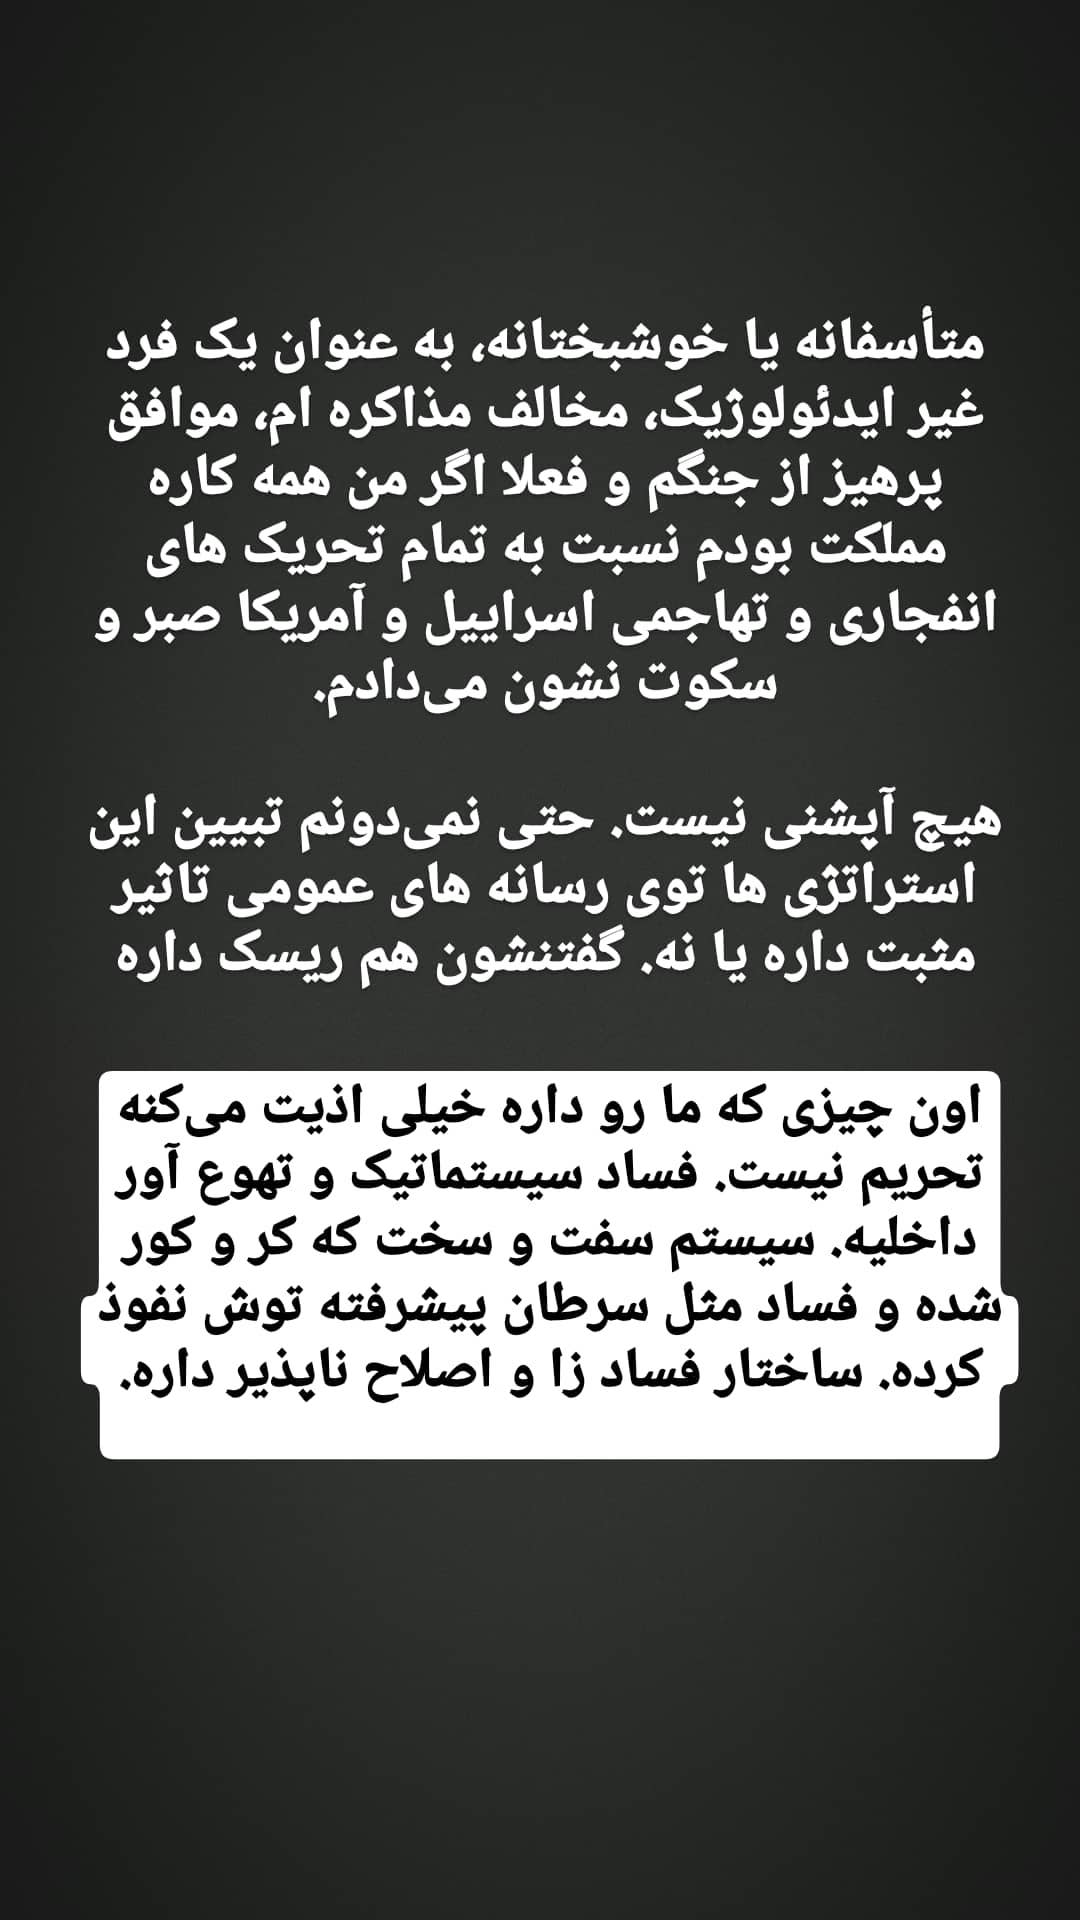 متأسفانه یا خوشبختانه، به عنوان یک فرد
غیر ایدئولوژیک، مخالف مذاکره ام، موافق
پرهیز از جنگم و فعلا اگر من همه کاره
مملکت بودم نسبت به تمام تحریک های
انفجاری و تهاجمی اسراییل و آمریکا صبر و
سکوت نشون می‌دادم.
هیچ آپشنی نیست. حتی نمی‌دونم تبیین این
استراتژی ها توی رسانه های عمومی تاثیر
مثبت داره یا نه. گفتنشون هم ریسک داره
اون چیزی که ما رو داره خیلی اذیت می‌کنه
تحریم نیست. فساد سیستماتیک و تهوع آور
داخلیه. سیستم سفت و سخت که کر و کور
شده و فساد مثل سرطان پیشرفته توش نفوذ
کرده. ساختار فساد زا و اصلاح ناپذیر داره.